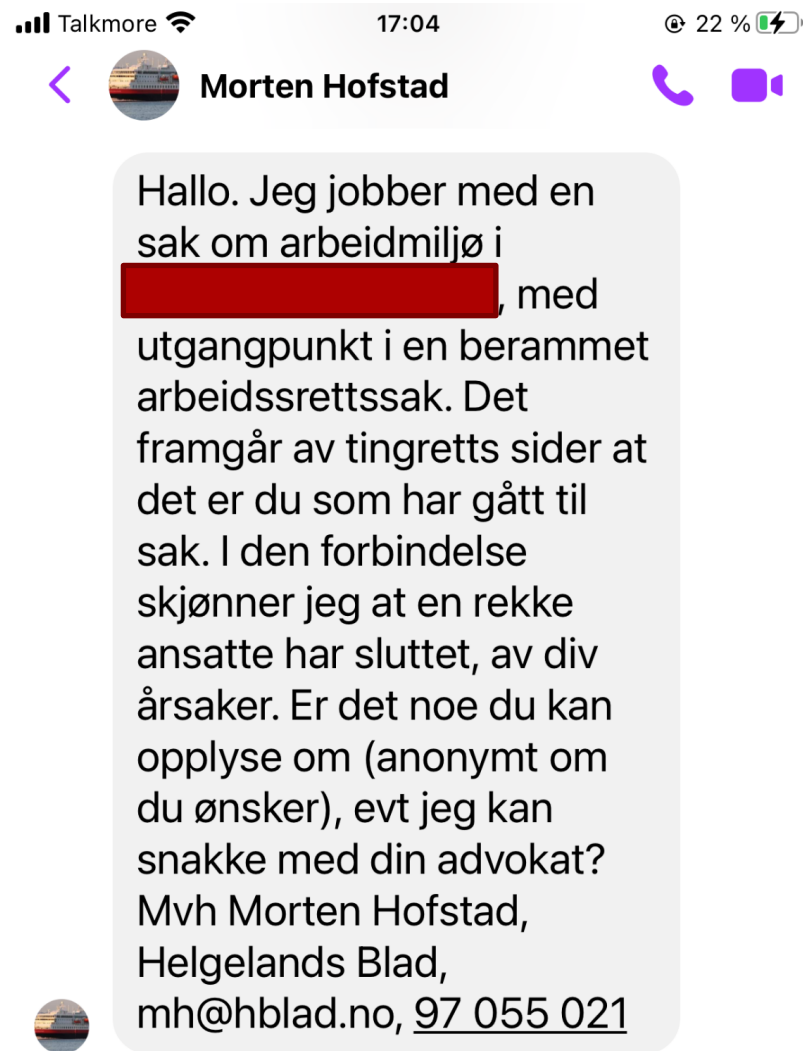 Talkmore 17:04 22 %
Morten Hofstad
Hallo. Jeg jobber med en
sak om arbeidmiljø i
, med
utgangpunkt i en berammet
arbeidssrettssak. Det
framgår av tingretts sider at
det er du som har gått til
sak. I den forbindelse
skjønner jeg at en rekke
ansatte har sluttet, av div
årsaker. Er det noe du kan
opplyse om (anonymt om
du ønsker), evt jeg kan
snakke med din advokat?
Mvh Morten Hofstad,
Helgelands Blad,
mh@hblad.no, 97 055 021